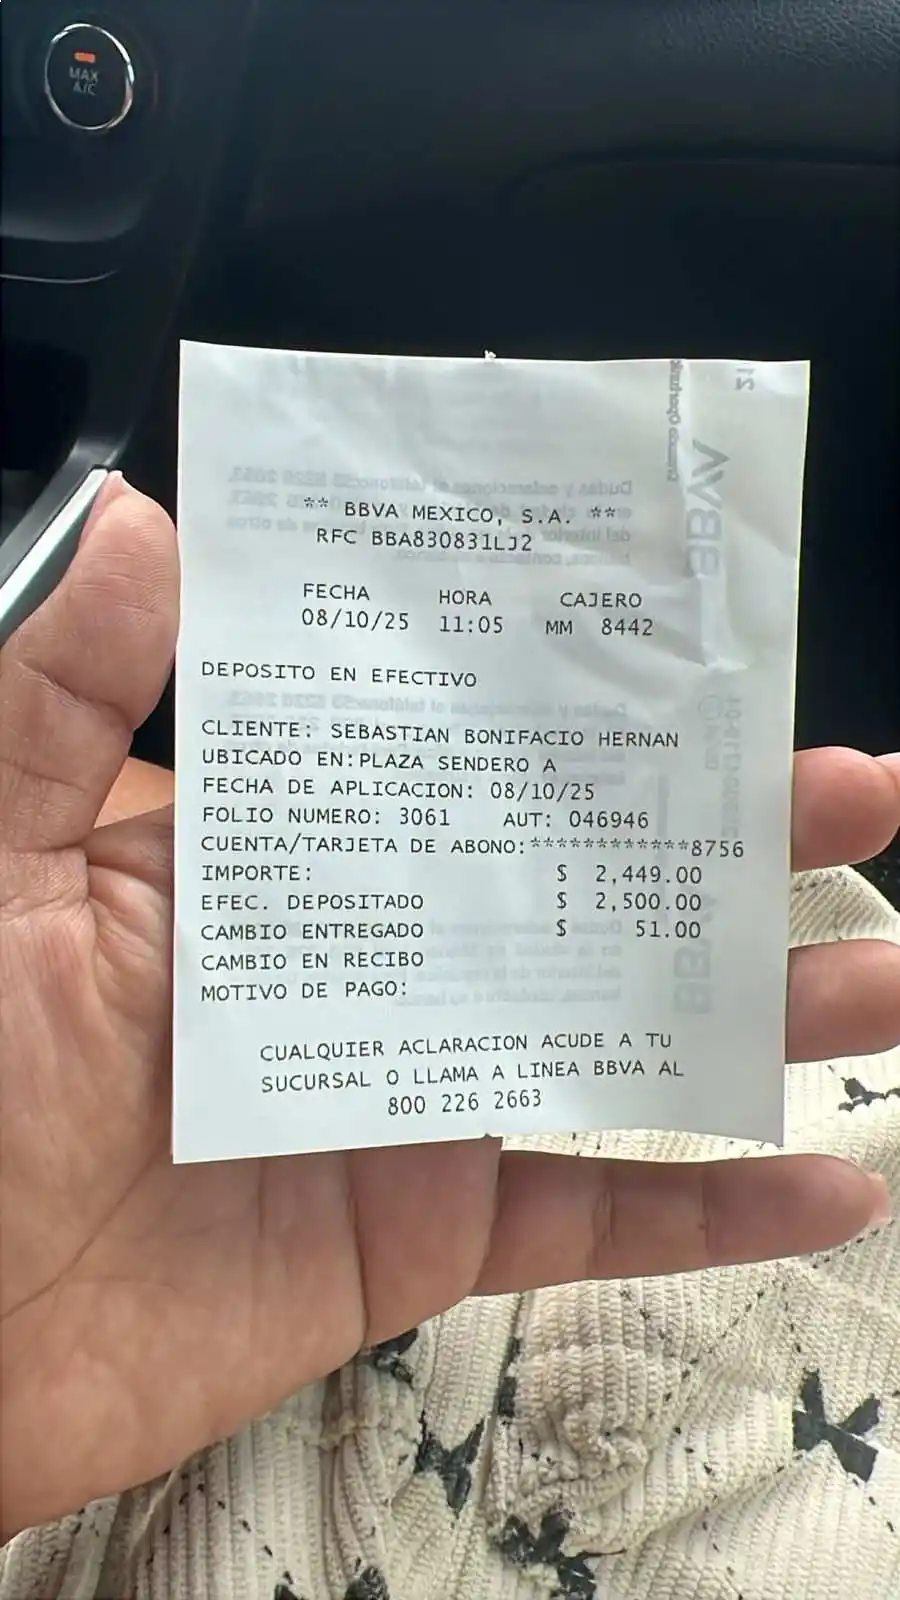 MAX
A/C
** BBVA MEXICO, S.A. **
RFC BBA830831LJ2
FECHA HORA CAJERO
08/10/25 11:05 MM 8442
DEPOSITO EN EFECTIVO
CLIENTE: SEBASTIAN BONIFACIO HERNAN
UBICADO EN:PLAZA SENDERO A
FECHA DE APLICACION: 08/10/25
FOLIO NUMERO: 3061 AUT: 046946
CUENTA/TARJETA DE ABONO:************8756
IMPORTE: $ 2,449.00
EFEC. DEPOSITADO $ 2,500.00
CAMBIO ENTREGADO $ 51.00
CAMBIO EN RECIBO
MOTIVO DE PAGO:
CUALQUIER ACLARACION ACUDE A TU
SUCURSAL O LLAMA A LINEA BBVA AL
800 226 2663
BBVA